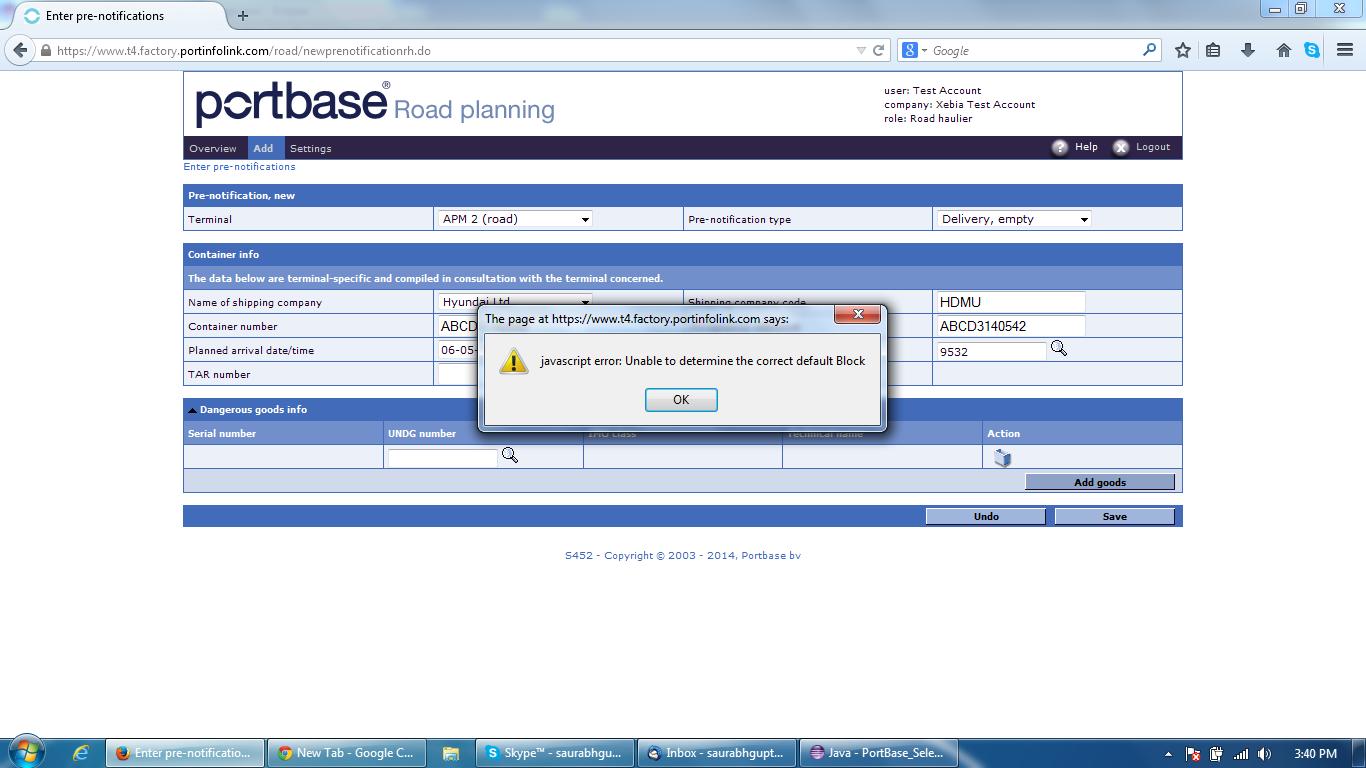 Enter pre-notifications
https://www.t4.factory.portinfolink.com/road/newprenotificationrh.do
Google
portbase® Road planning
user: Test Account
company: Xebia Test Account
role: Road haulier
Overview Add Settings
? Help X Logout
Enter pre-notifications
Pre-notification, new
Terminal APM 2 (road) Pre-notification type Delivery, empty
Container info
The data below are terminal-specific and compiled in consultation with the terminal concerned.
Name of shipping company Hyundai Ltd Shipping company code HDMU
Container number ABCD ABCD3140542
Planned arrival date/time 06-05- 9532
TAR number
The page at https://www.t4.factory.portinfolink.com says:
javascript error: Unable to determine the correct default Block
OK
Dangerous goods info
Serial number UNDG number IMO class Technical name Action
Add goods
Undo Save
S452 - Copyright © 2003 - 2014, Portbase bv
Enter pre-notificatio... New Tab - Google C... Skype™ - saurabhgu... Inbox - saurabhgupt... Java - PortBase_Sele... 3:40 PM